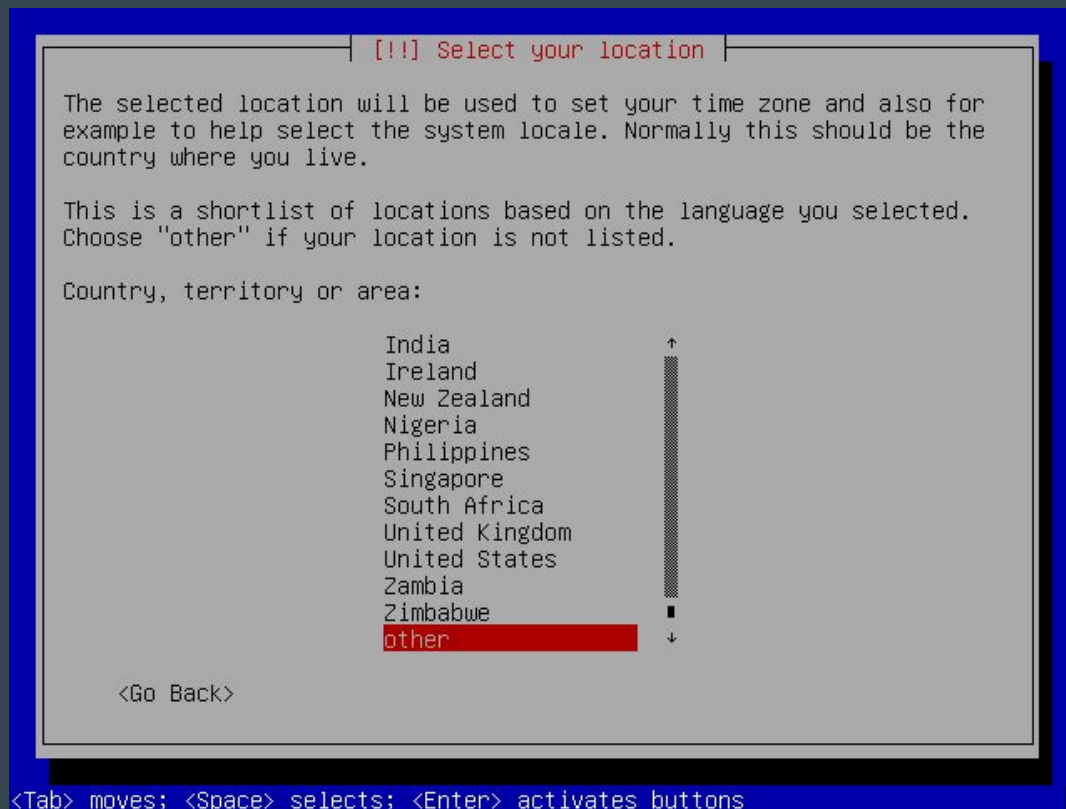 [!!] Select your location
The selected location will be used to set your time zone and also for
example to help select the system locale. Normally this should be the
country where you live.
This is a shortlist of locations based on the language you selected.
Choose "other" if your location is not listed.
Country, territory or area:
India ↑
Ireland
New Zealand
Nigeria
Philippines
Singapore
South Africa
United Kingdom
United States
Zambia
Zimbabwe
other ↓
<Go Back>
<Tab> moves; <Space> selects; <Enter> activates buttons